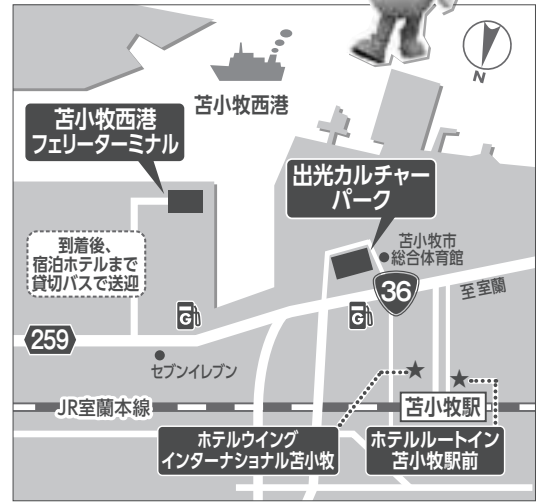 N
苫小牧西港
苫小牧西港
フェリーターミナル
出光カルチャー
パーク
到着後、
宿泊ホテルまで
貸切バスで送迎
苫小牧市
総合体育館
36
至室蘭
G
G
259
セブンイレブン
JR室蘭本線
苫小牧駅
ホテルウイング
インターナショナル苫小牧
ホテルルートイン
苫小牧駅前